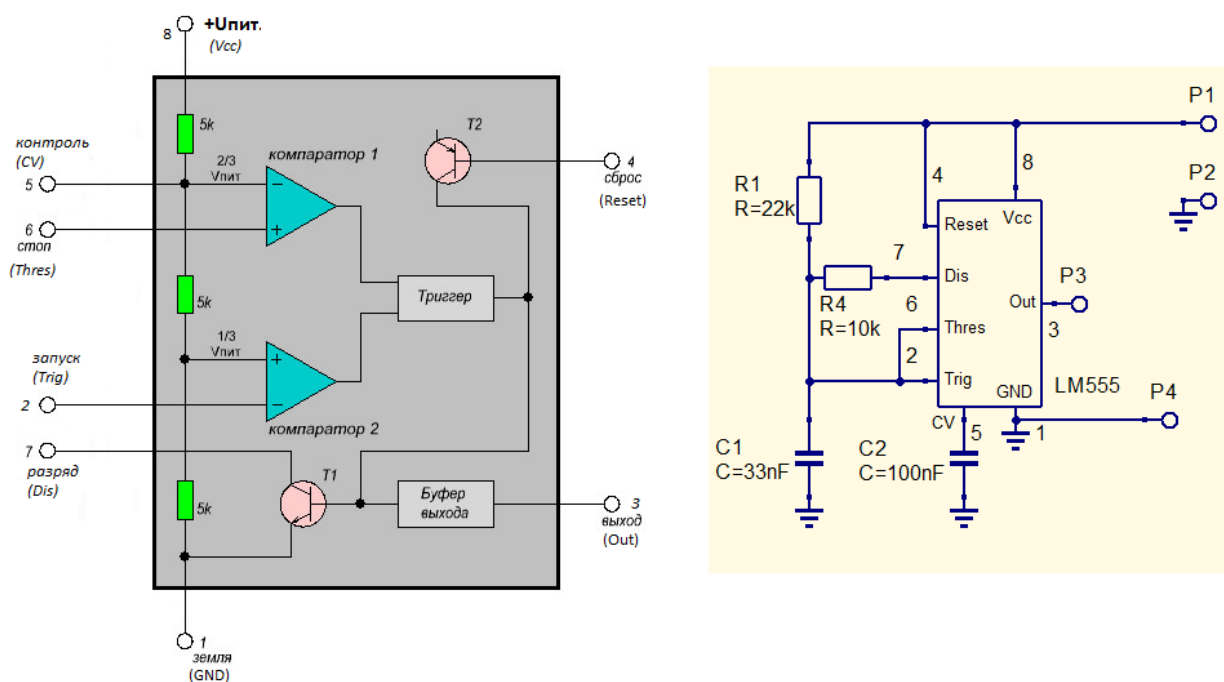 8
+Uпит.
(Vcc)
5k
T2
контроль
(CV)
5
2/3
Vпит
компаратор 1
4
сброс
(Reset)
6
стоп
(Thres)
5k
Триггер
1/3
Vпит
запуск
(Trig)
2
компаратор 2
7
разряд
(Dis)
T1
5k
Буфер
выхода
3
выход
(Out)
1
земля
(GND)
P1
P2
R1
R=22k
4
8
Reset
Vcc
7
Dis
R4
R=10k
6
Thres
P3
Out
3
2
Trig
GND
LM555
P4
CV
5
1
C1
C=33nF
C2
C=100nF